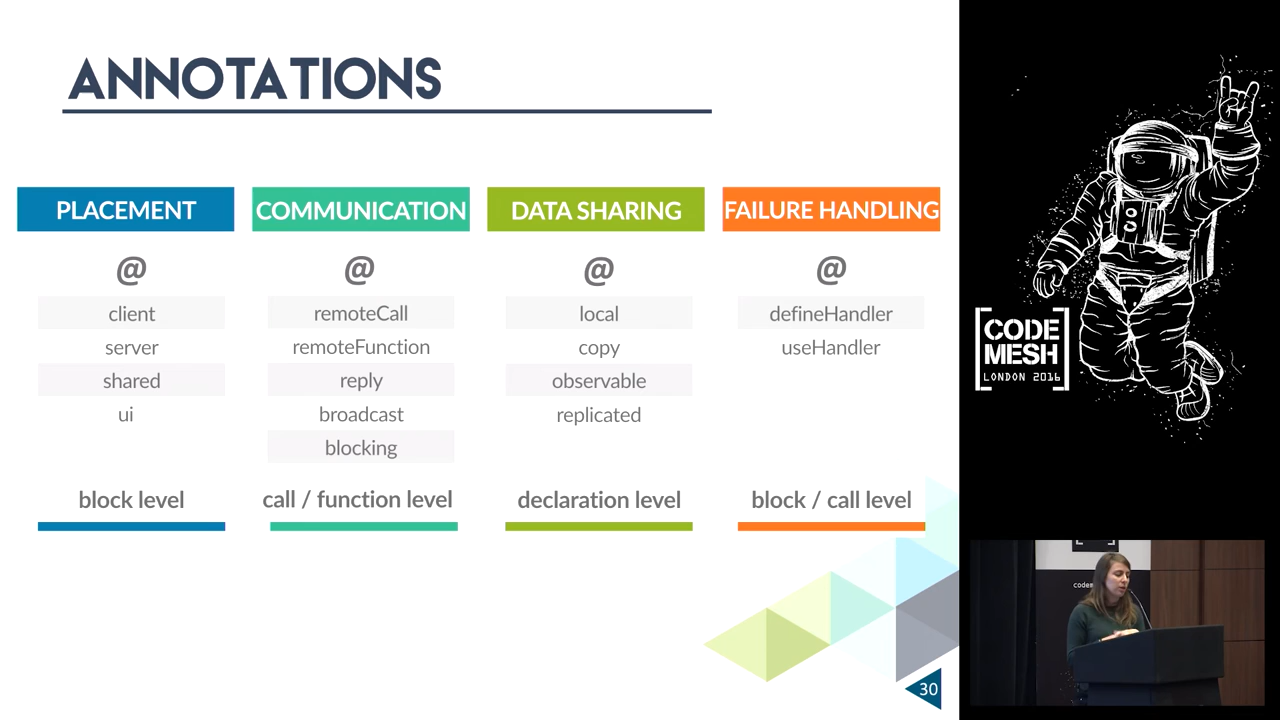 ANNOTATIONS
PLACEMENT
@
client
server
shared
ui
block level
COMMUNICATION
@
remoteCall
remoteFunction
reply
broadcast
blocking
call / function level
DATA SHARING
@
local
copy
observable
replicated
declaration level
FAILURE HANDLING
@
defineHandler
useHandler
block / call level
30
CODE
MESH
LONDON 2016
codem